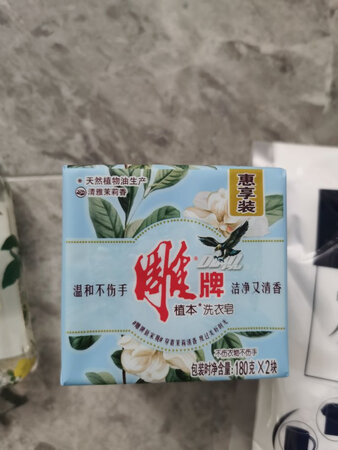 天然植物油生产
清雅茉莉香
惠享装
雕牌
温和不伤手
洁净又清香
植本洗衣皂
不伤衣物不伤手
包装时净含量:180克×2块